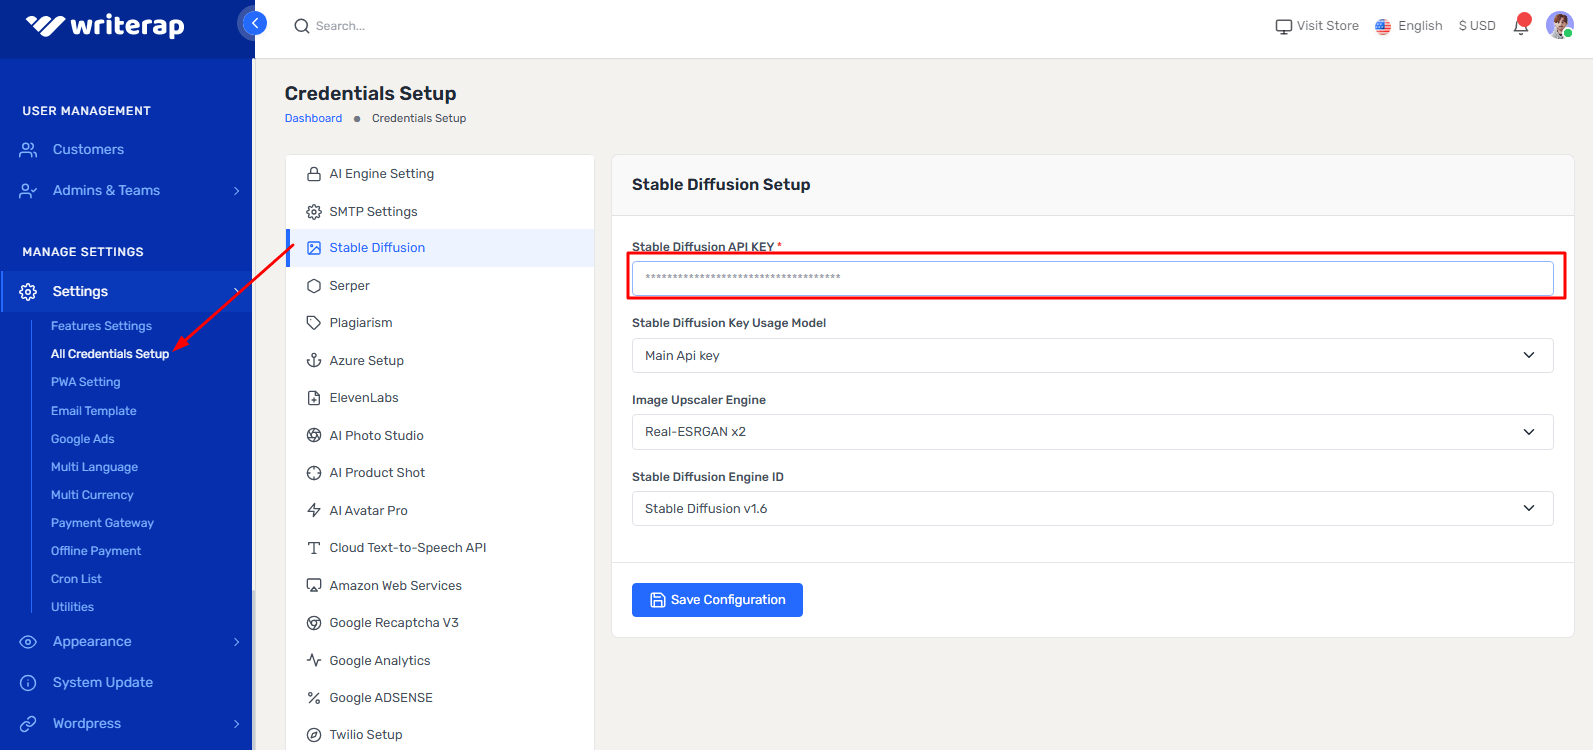 writerap
Search...
Visit Store
English
$ USD
USER MANAGEMENT
Customers
Admins & Teams
MANAGE SETTINGS
Settings
Features Settings
All Credentials Setup
PWA Setting
Email Template
Google Ads
Multi Language
Multi Currency
Payment Gateway
Offline Payment
Cron List
Utilities
Appearance
System Update
Wordpress
Credentials Setup
Dashboard ● Credentials Setup
AI Engine Setting
SMTP Settings
Stable Diffusion
Serper
Plagiarism
Azure Setup
ElevenLabs
AI Photo Studio
AI Product Shot
AI Avatar Pro
Cloud Text-to-Speech API
Amazon Web Services
Google Recaptcha V3
Google Analytics
Google ADSENSE
Twilio Setup
Stable Diffusion Setup
Stable Diffusion API KEY *
************************************
Stable Diffusion Key Usage Model
Main Api key
Image Upscaler Engine
Real-ESRGAN x2
Stable Diffusion Engine ID
Stable Diffusion v1.6
Save Configuration